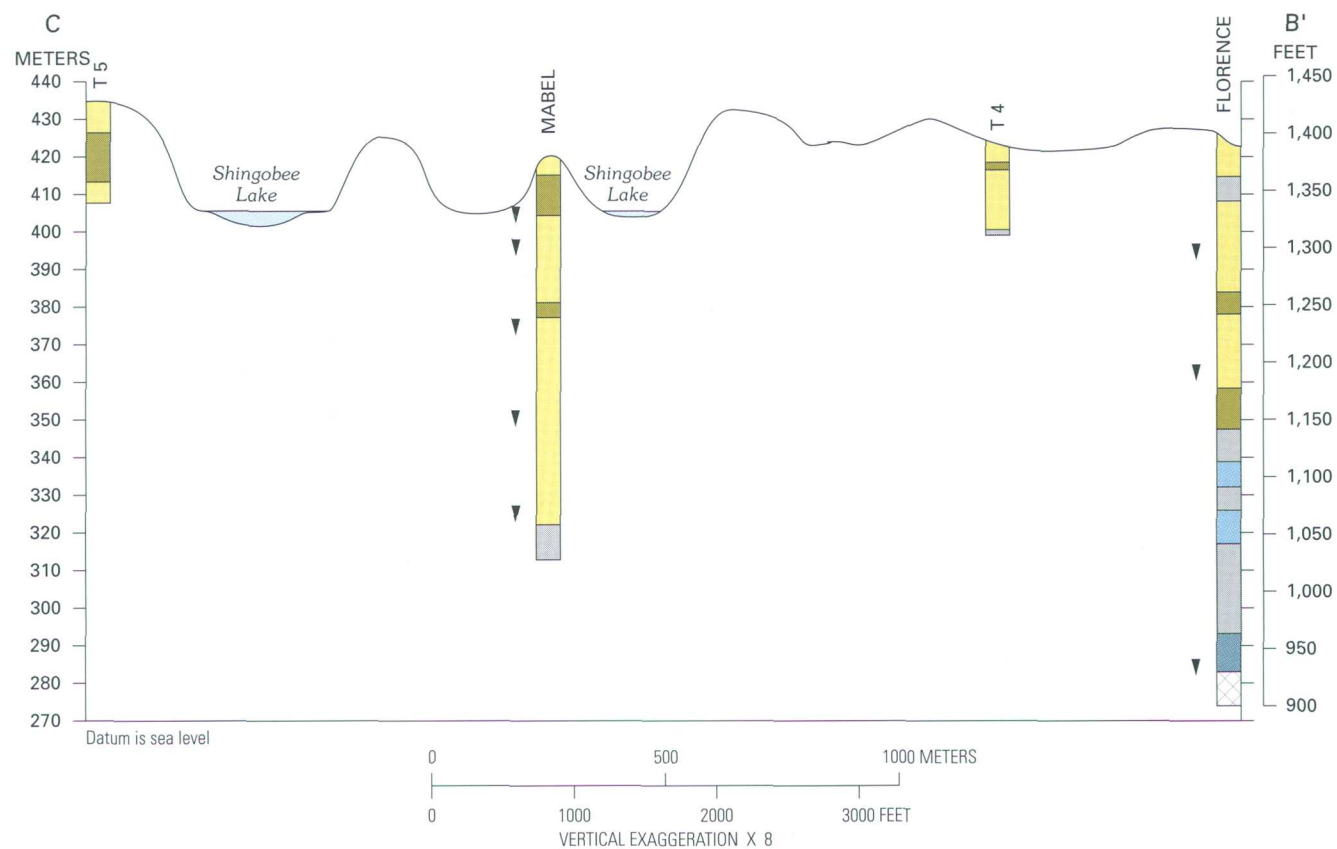 C
METERS
T 5
MABEL
T 4
FLORENCE
B'
FEET
440
430
420
410
400
390
380
370
360
350
340
330
320
310
300
290
280
270
Shingobee
Lake
Shingobee
Lake
1,450
1,400
1,350
1,300
1,250
1,200
1,150
1,100
1,050
1,000
950
900
Datum is sea level
0 500 1000 METERS
0 1000 2000 3000 FEET
VERTICAL EXAGGERATION X 8